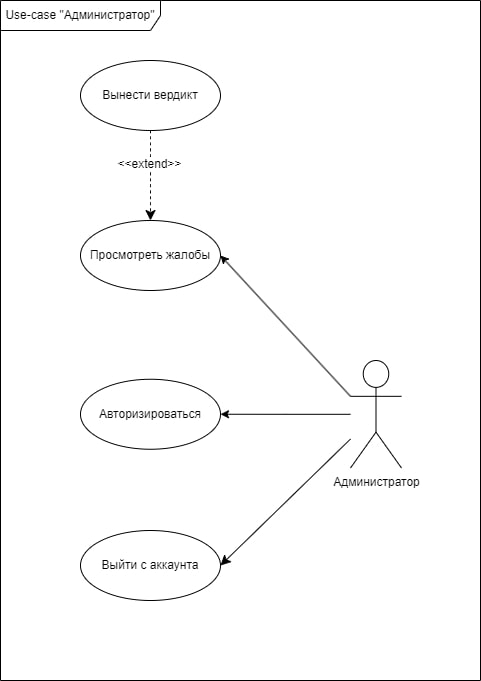 Use-case "Администратор"
Вынести вердикт
<<extend>>
Просмотреть жалобы
Авторизироваться
Администратор
Выйти с аккаунта